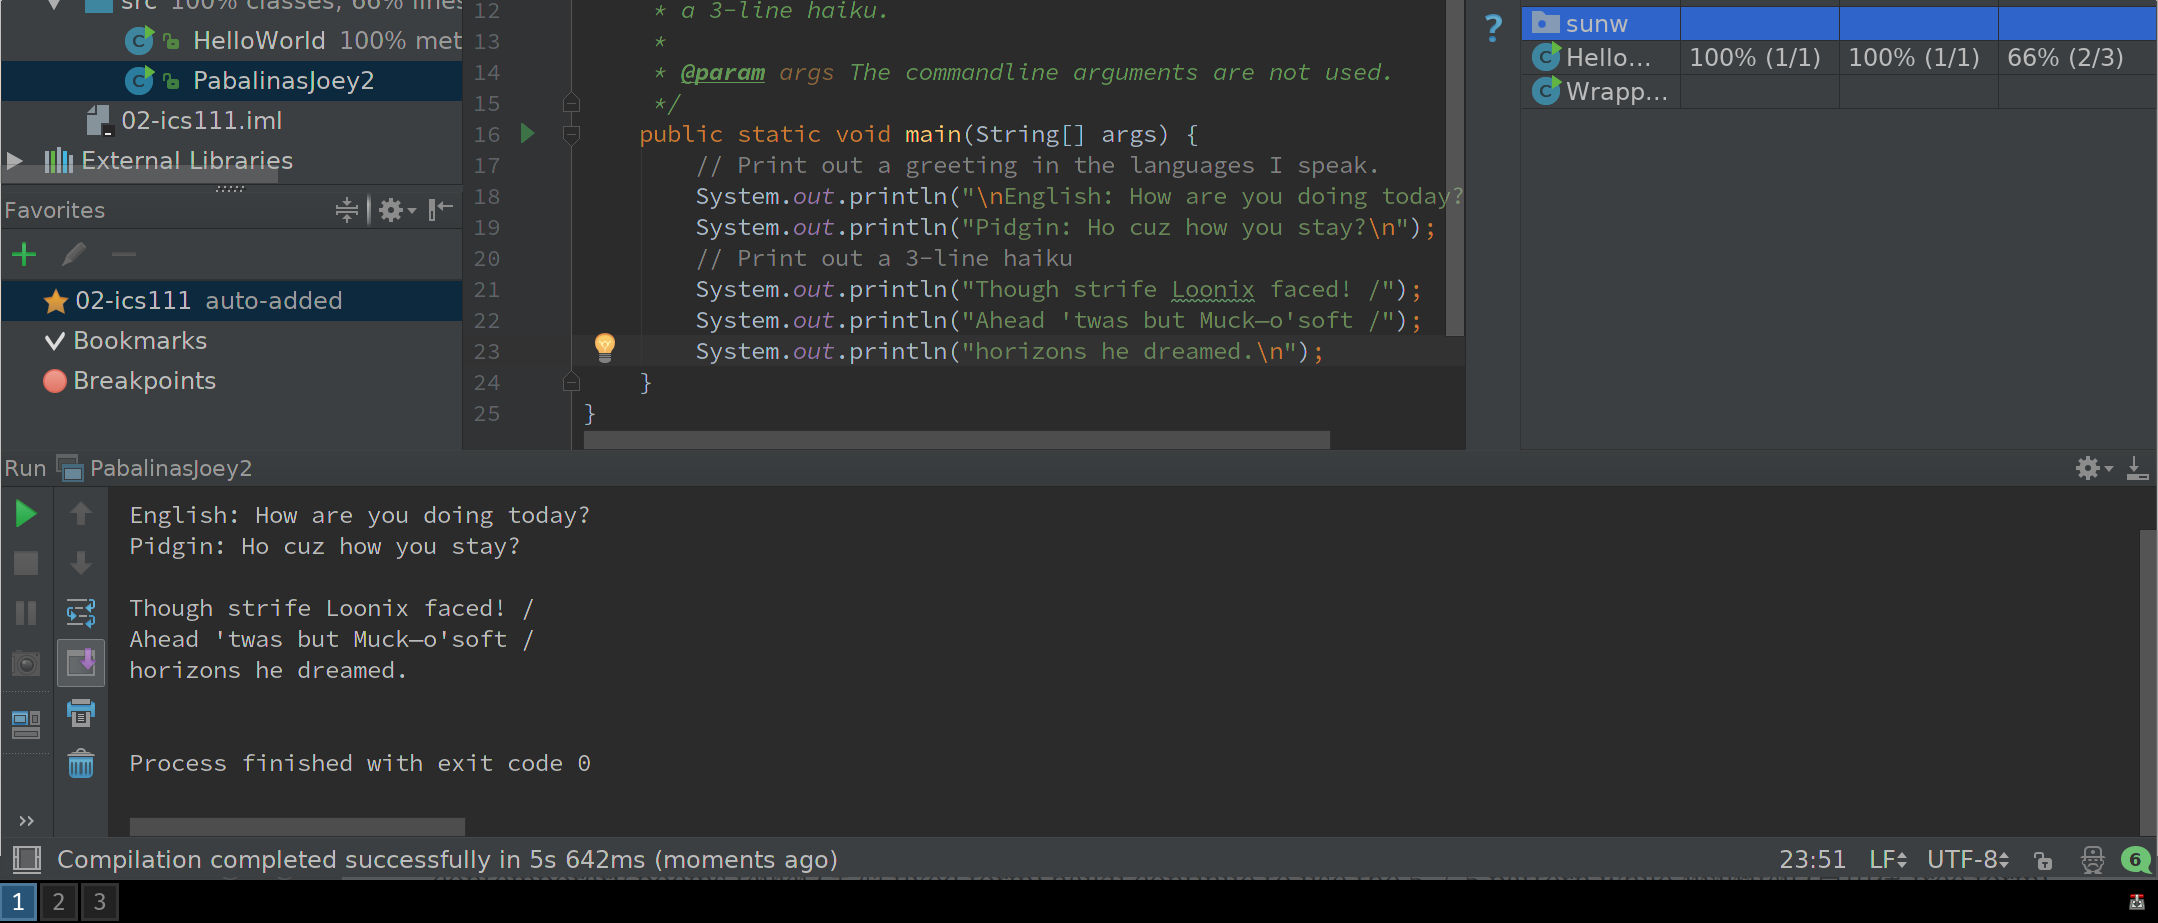 src 100% classes, 66% lines
HelloWorld 100% met
PabalinasJoey2
02-ics111.iml
External Libraries
Favorites
02-ics111 auto-added
Bookmarks
Breakpoints
12 * a 3-line haiku.
13 *
14 * @param args The commandline arguments are not used.
15 */
16 public static void main(String[] args) {
17 // Print out a greeting in the languages I speak.
18 System.out.println("\nEnglish: How are you doing today?
19 System.out.println("Pidgin: Ho cuz how you stay?\n");
20 // Print out a 3-line haiku
21 System.out.println("Though strife Loonix faced! /");
22 System.out.println("Ahead 'twas but Muck–o'soft /");
23 System.out.println("horizons he dreamed.\n");
24 }
25 }
?
sunw
Hello... 100% (1/1) 100% (1/1) 66% (2/3)
Wrapp...
Run PabalinasJoey2
English: How are you doing today?
Pidgin: Ho cuz how you stay?
Though strife Loonix faced! /
Ahead 'twas but Muck–o'soft /
horizons he dreamed.
Process finished with exit code 0
Compilation completed successfully in 5s 642ms (moments ago) 23:51 LF UTF-8 6
1 2 3